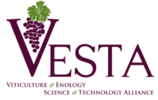 VESTA
Viticulture & Enology
Science & Technology Alliance